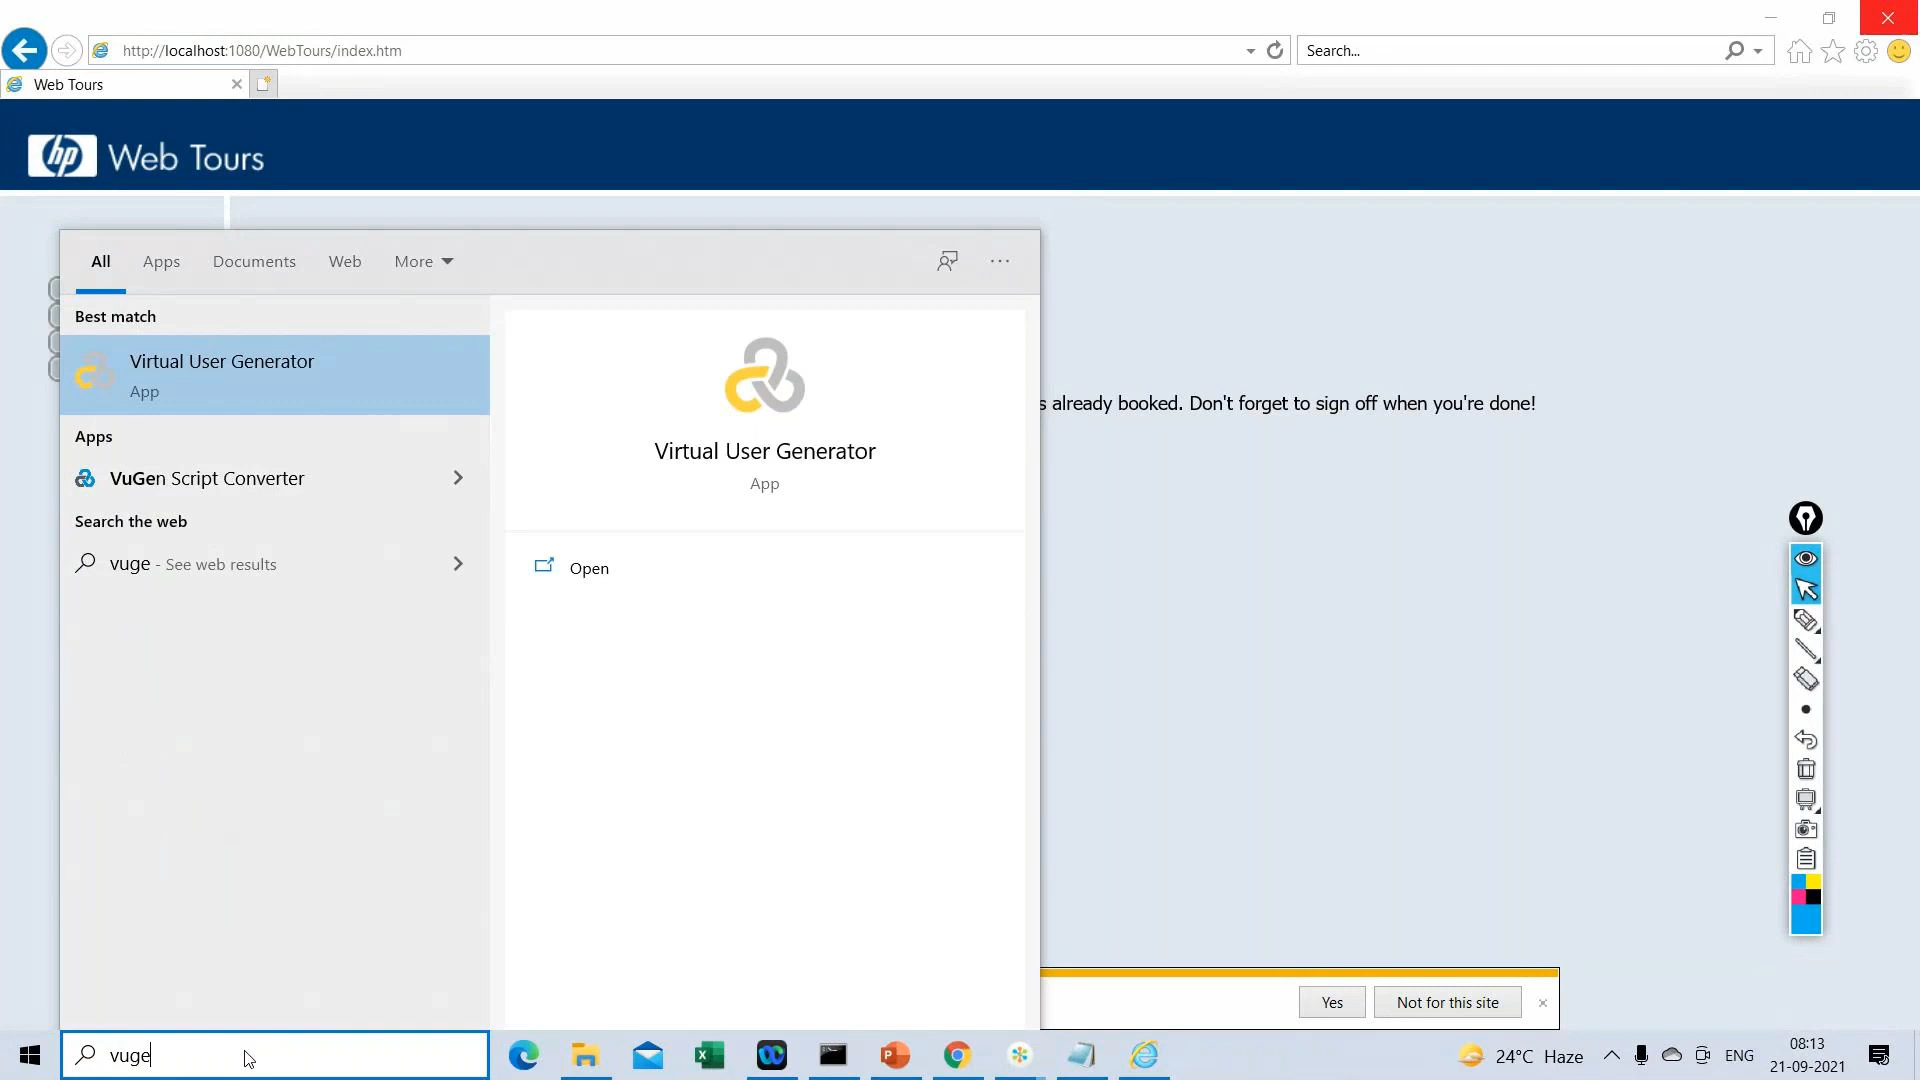 http://localhost:1080/WebTours/index.htm
Search...
Web Tours
hp Web Tours
All Apps Documents Web More
Best match
Virtual User Generator
App
Apps
VuGen Script Converter
Search the web
vuge - See web results
Virtual User Generator
App
Open
s already booked. Don't forget to sign off when you're done!
Yes
Not for this site
vuge
24°C Haze
ENG
08:13
21-09-2021